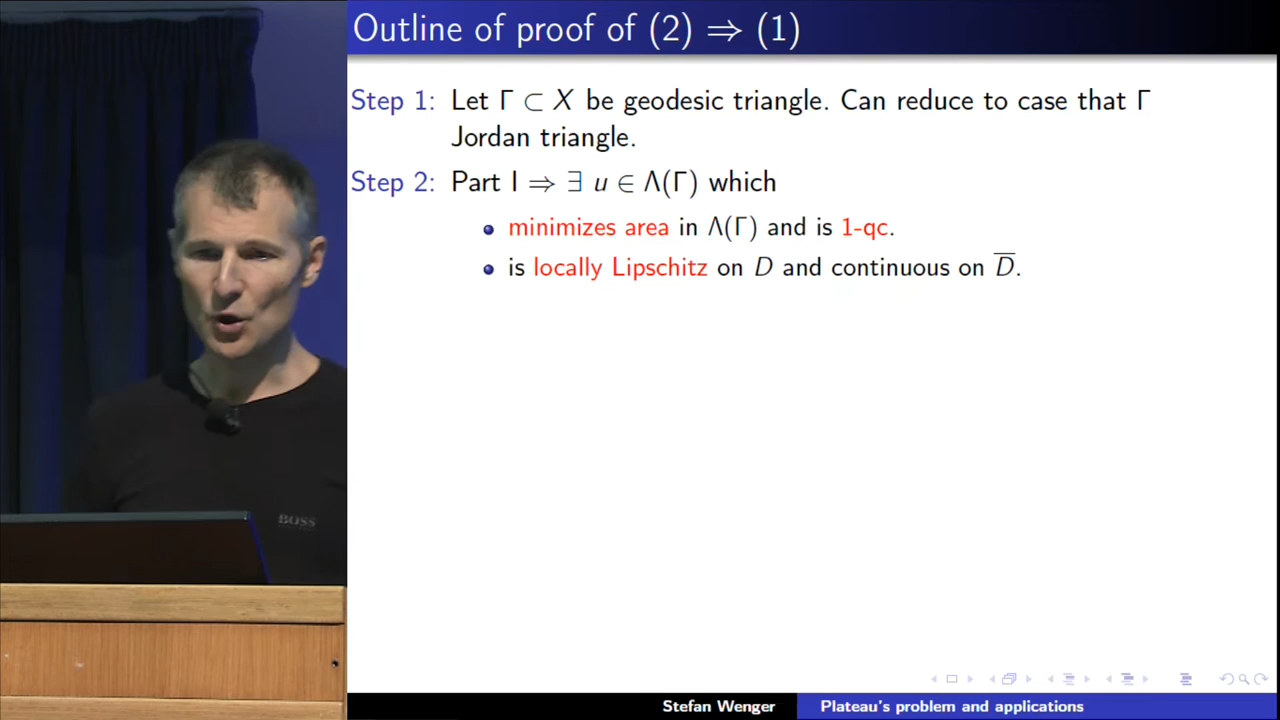 Outline of proof of (2) ⇒ (1)
Step 1: Let Γ ⊂ X be geodesic triangle. Can reduce to case that Γ
Jordan triangle.
Step 2: Part I ⇒ ∃ u ∈ Λ(Γ) which
• minimizes area in Λ(Γ) and is 1-qc.
• is locally Lipschitz on D and continuous on D̅.
BOSS
Stefan Wenger
Plateau's problem and applications